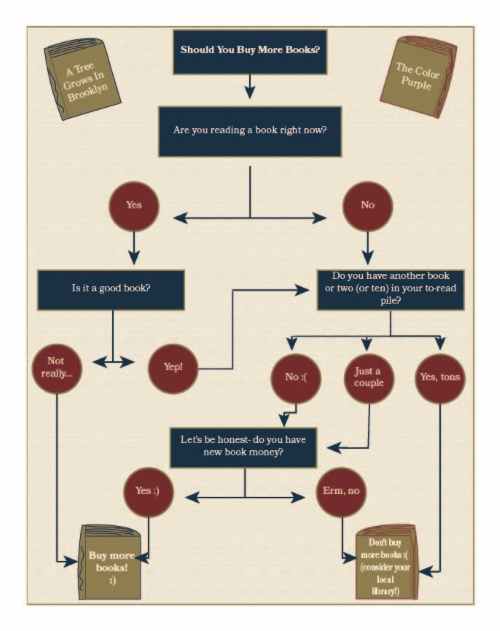 Should You Buy More Books?
A Tree
Grows In
Brooklyn
The Color
Purple
Are you reading a book right now?
Yes
No
Is it a good book?
Do you have another book
or two (or ten) in your to-read
pile?
Not
really...
Yep!
No :(
Just a
couple
Yes, tons
Let's be honest- do you have
new book money?
Yes :)
Erm, no
Buy more
books!
:)
Don't buy
more books :(
(consider your
local
library!)